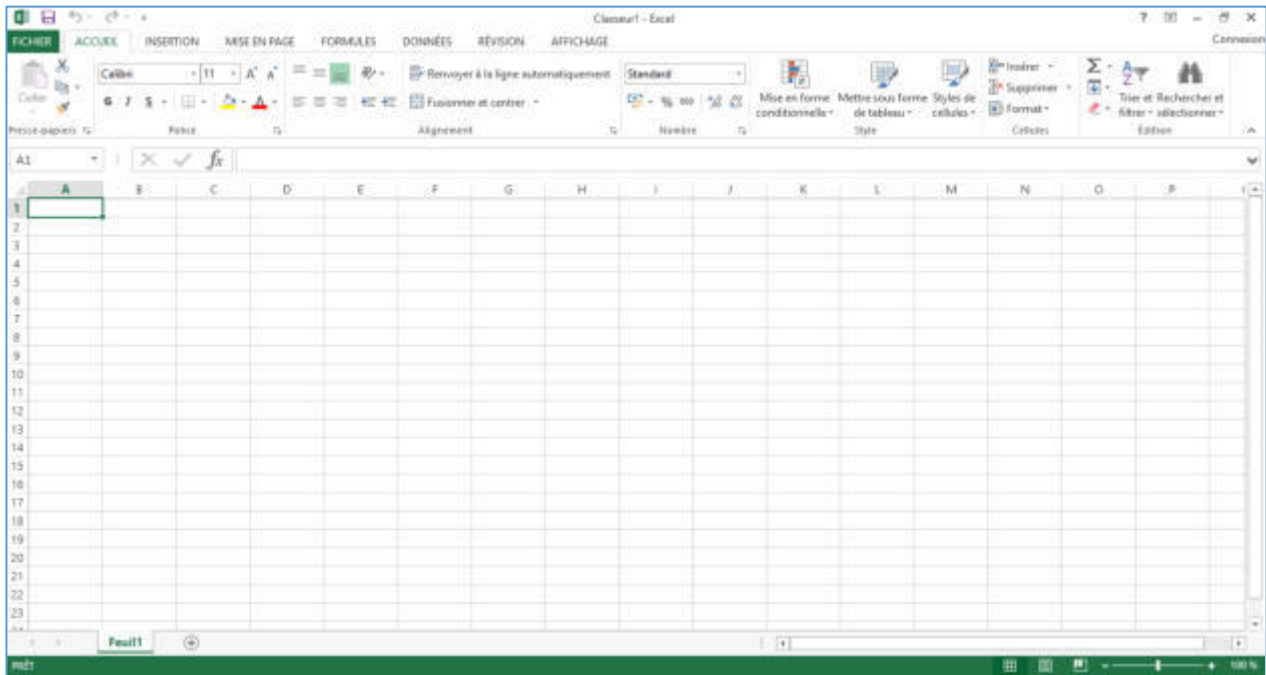 Classeur1 - Excel
?
FICHIER ACCUEIL INSERTION MISE EN PAGE FORMULES DONNÉES RÉVISION AFFICHAGE Connexion
Calibri 11 A A Renvoyer à la ligne automatiquement Standard Insérer Σ
Coller G I S A Fusionner et centrer % 000 Mise en forme conditionnelle Mettre sous forme de tableau Styles de cellules Supprimer Format Trier et filtrer Rechercher et sélectionner
Presse-papiers Police Alignement Nombre Style Cellules Édition
A1 fx
A B C D E F G H I J K L M N O P
1
2
3
4
5
6
7
8
9
10
11
12
13
14
15
16
17
18
19
20
21
22
23
Feuil1
PRÊT 100 %